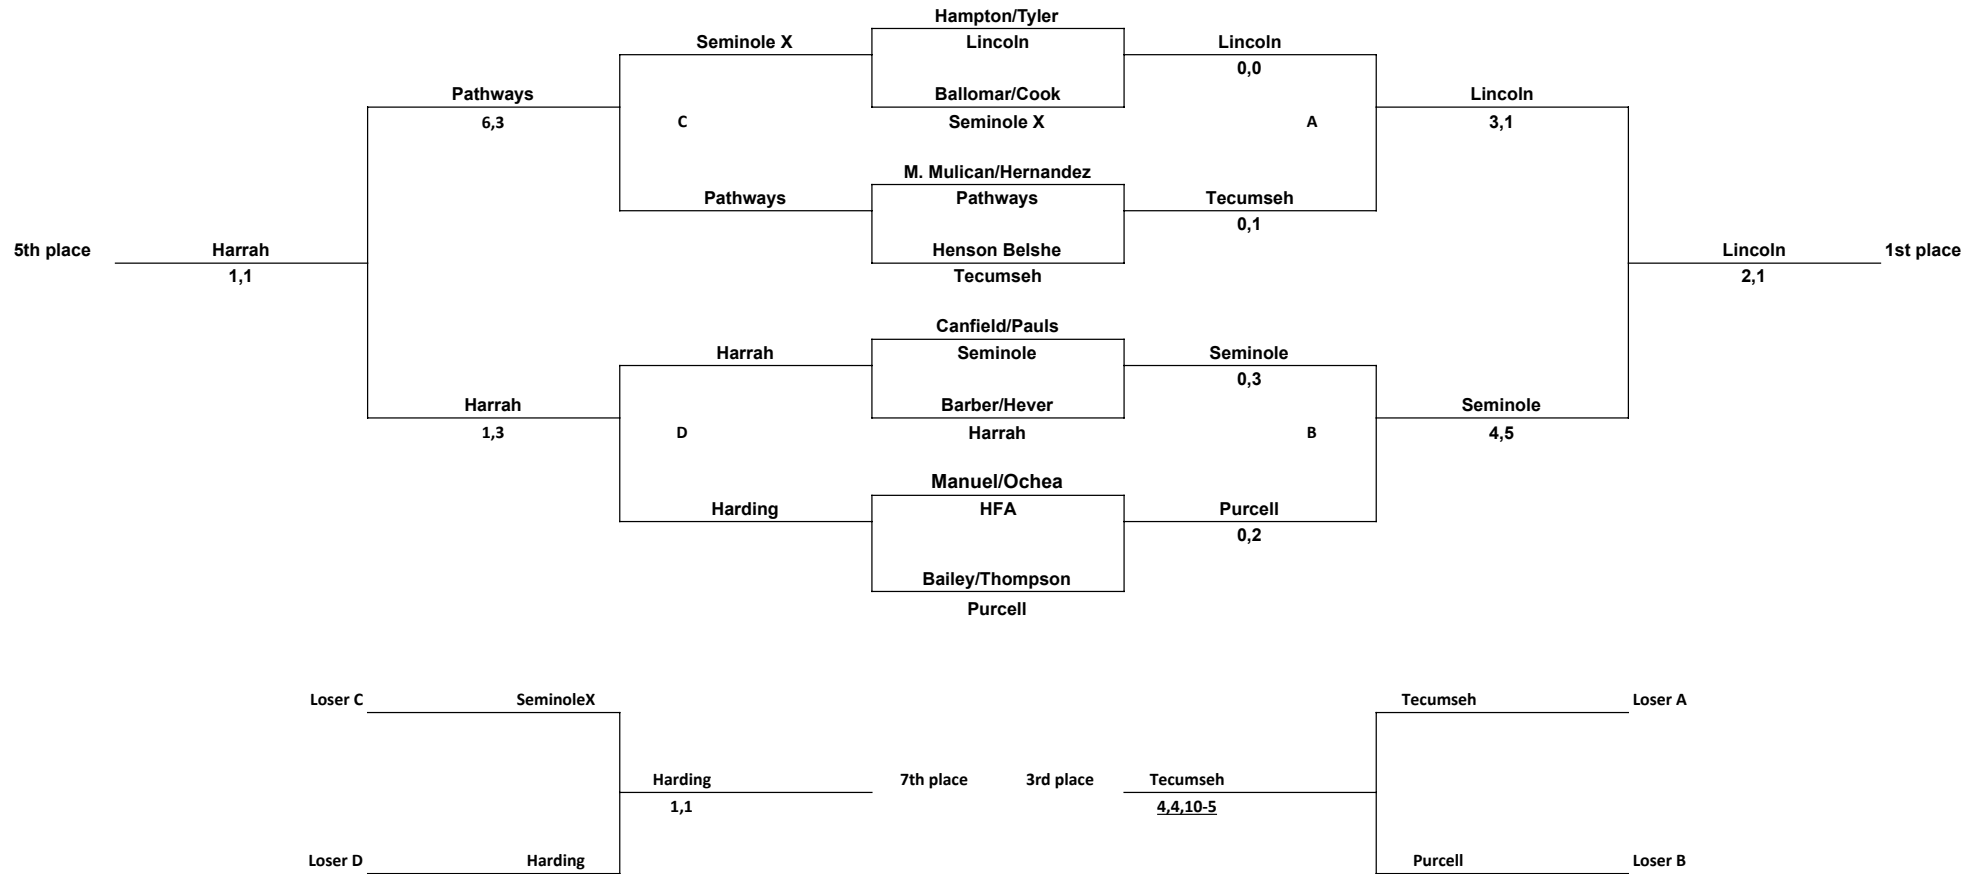 Hampton/Tyler
Seminole X Lincoln Lincoln
0,0
Pathways Ballomar/Cook Lincoln
6,3 C Seminole X A 3,1
M. Mulican/Hernandez
Pathways Pathways Tecumseh
0,1
5th place Harrah Henson Belshe Lincoln 1st place
1,1 Tecumseh 2,1
Canfield/Pauls
Harrah Seminole Seminole
0,3
Harrah Barber/Hever Seminole
1,3 D Harrah B 4,5
Manuel/Ochea
Harding HFA Purcell
0,2
Bailey/Thompson
Purcell
Loser C SeminoleX Tecumseh Loser A
Harding 7th place 3rd place Tecumseh
1,1 4,4,10-5
Loser D Harding Purcell Loser B